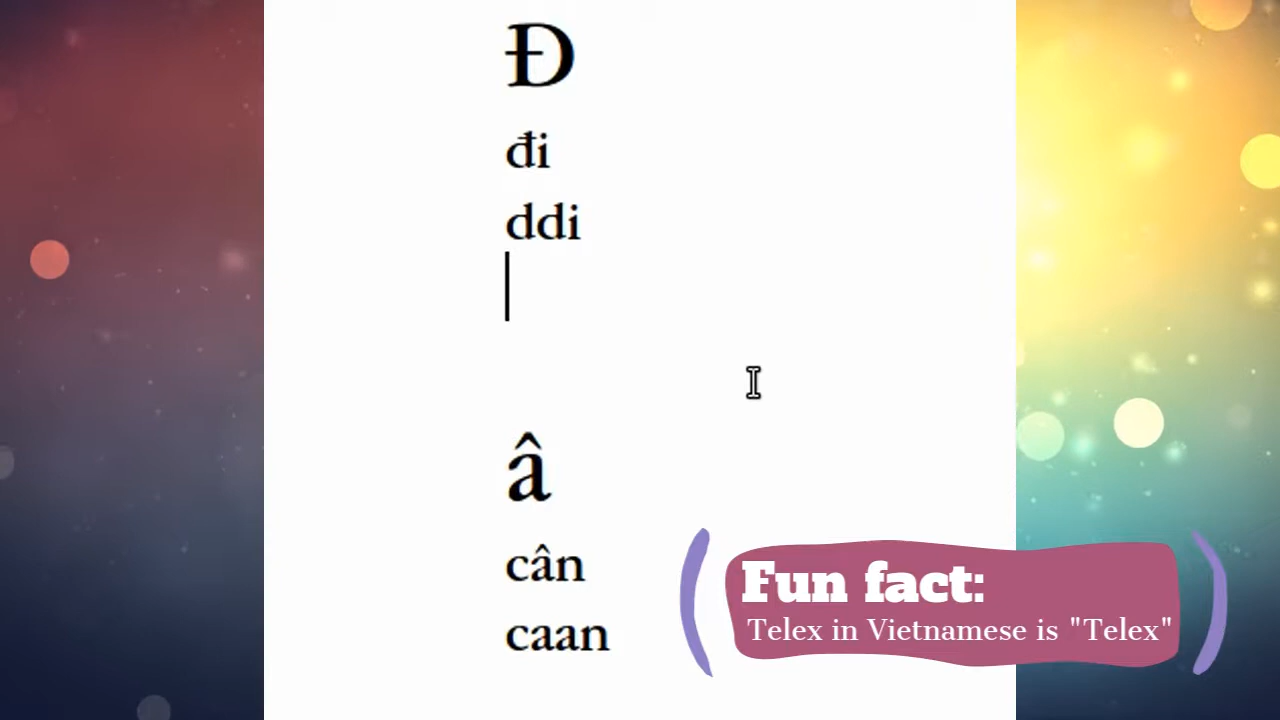 Đ
đi
ddi
â
cân
caan
Fun fact:
Telex in Vietnamese is "Telex"